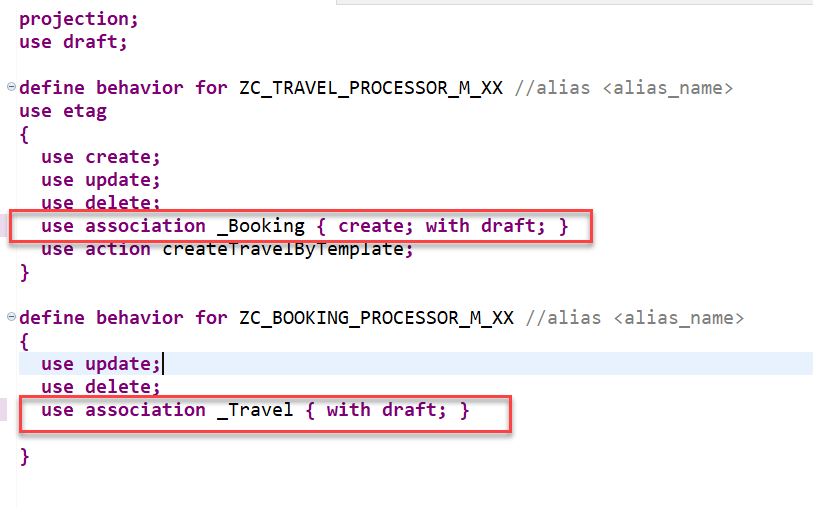 projection;
use draft;
define behavior for ZC_TRAVEL_PROCESSOR_M_XX //alias <alias_name>
use etag
{
use create;
use update;
use delete;
use association _Booking { create; with draft; }
use action createTravelByTemplate;
}
define behavior for ZC_BOOKING_PROCESSOR_M_XX //alias <alias_name>
{
use update;
use delete;
use association _Travel { with draft; }
}